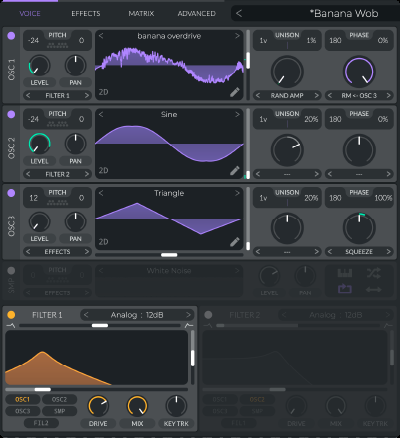 VOICE EFFECTS MATRIX ADVANCED < *Banana Wob
OSC 1
-24 PITCH 0 < banana overdrive > 1v UNISON 1% 180 PHASE 0%
LEVEL PAN
< FILTER 1 > 2D < RAND AMP > < RM <- OSC 3 >
OSC 2
-24 PITCH 0 < Sine > 1v UNISON 20% 180 PHASE 0%
LEVEL PAN
< FILTER 2 > 2D < --- > < --- >
OSC 3
12 PITCH 0 < Triangle > 1v UNISON 20% 180 PHASE 100%
LEVEL PAN
< EFFECTS > 2D < --- > < SQUEEZE >
SMP
PITCH < White Noise >
< EFFECTS > LEVEL PAN
FILTER 1 < Analog : 12dB > FILTER 2 < Analog : 12dB >
OSC1 OSC2 OSC1 OSC2
OSC3 SMP OSC3 SMP
FIL2 DRIVE MIX KEY TRK FIL1 DRIVE MIX KEY TRK